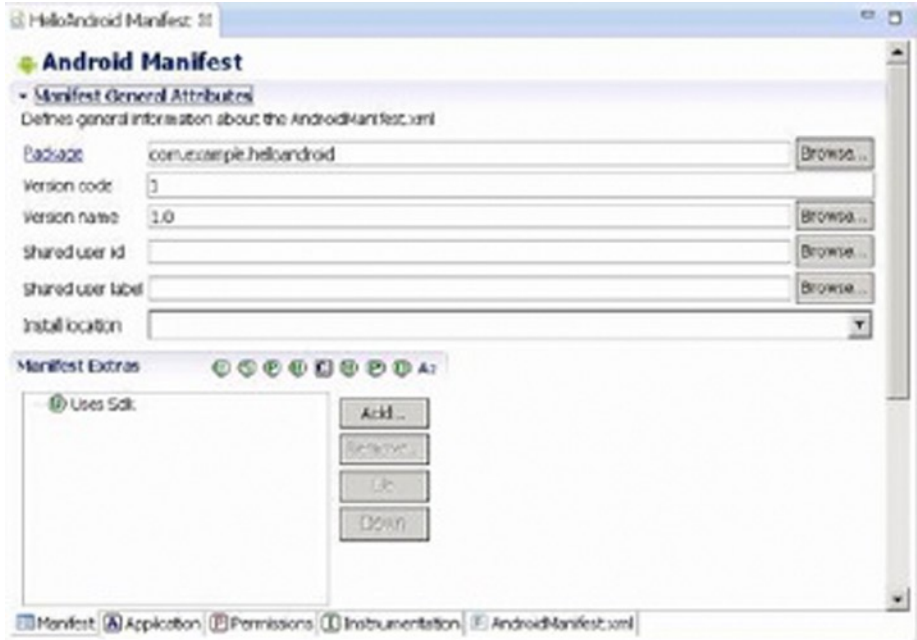 HelloAndroid Manifest
Android Manifest
Manifest General Attributes
Defines general information about the AndroidManifest.xml
Package com.example.helloandroid Browse...
Version code 1
Version name 1.0 Browse...
Shared user id Browse...
Shared user label Browse...
Install location
Manifest Extras U S P U C U P U Az
U Uses Sdk
Add...
Remove...
Up
Down
Manifest A Application P Permissions I Instrumentation F AndroidManifest.xml